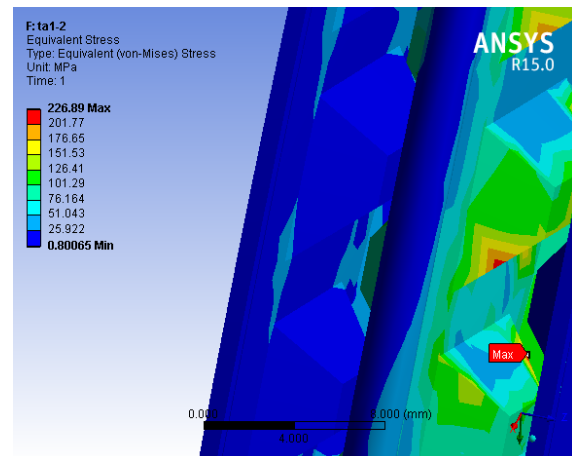 F: ta1-2
Equivalent Stress
Type: Equivalent (von-Mises) Stress
Unit: MPa
Time: 1
ANSYS
R15.0
226.89 Max
201.77
176.65
151.53
126.41
101.29
76.164
51.043
25.922
0.80065 Min
Max
0.000
8.000 (mm)
4.000